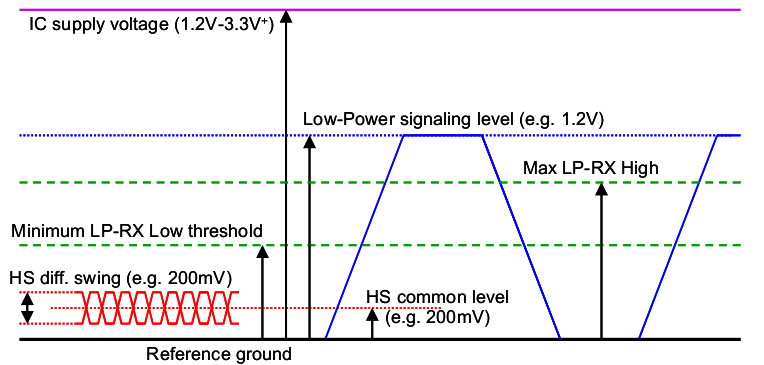 IC supply voltage (1.2V-3.3V⁺)
Low-Power signaling level (e.g. 1.2V)
Max LP-RX High
Minimum LP-RX Low threshold
HS diff. swing (e.g. 200mV)
HS common level
(e.g. 200mV)
Reference ground